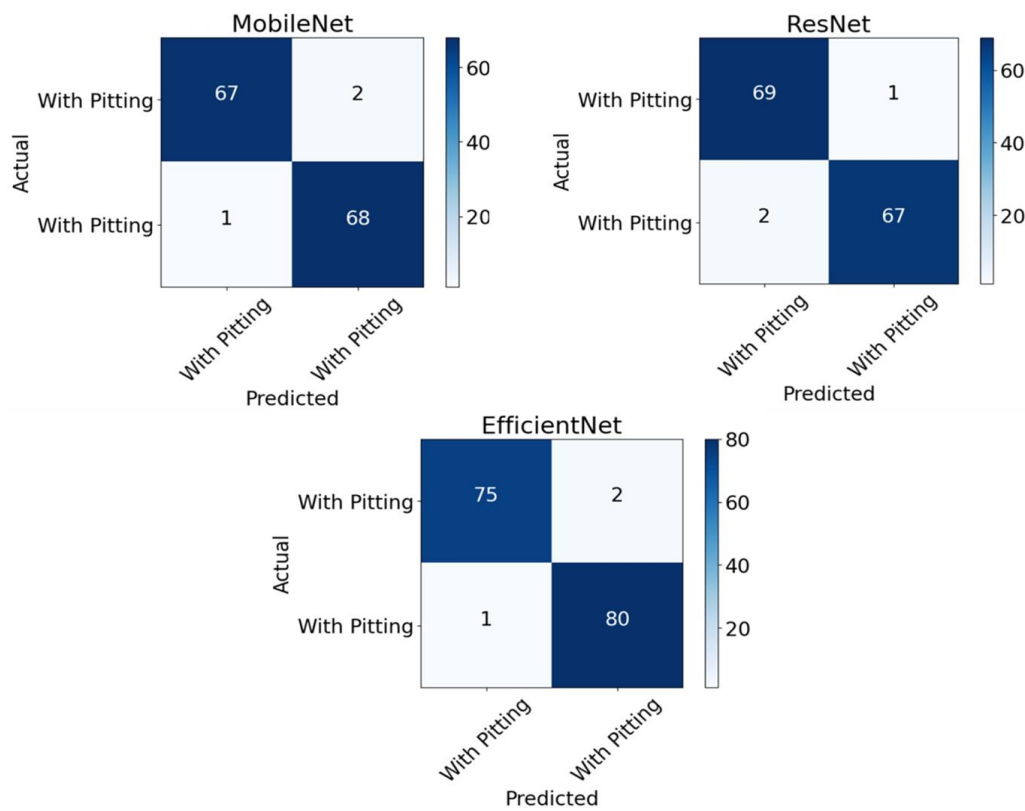 MobileNet
With Pitting
67
2
60
40
Actual
With Pitting
1
68
20
With Pitting
With Pitting
Predicted
ResNet
With Pitting
69
1
60
40
Actual
With Pitting
2
67
20
With Pitting
With Pitting
Predicted
EfficientNet
80
With Pitting
75
2
60
Actual
40
With Pitting
1
80
20
With Pitting
With Pitting
Predicted